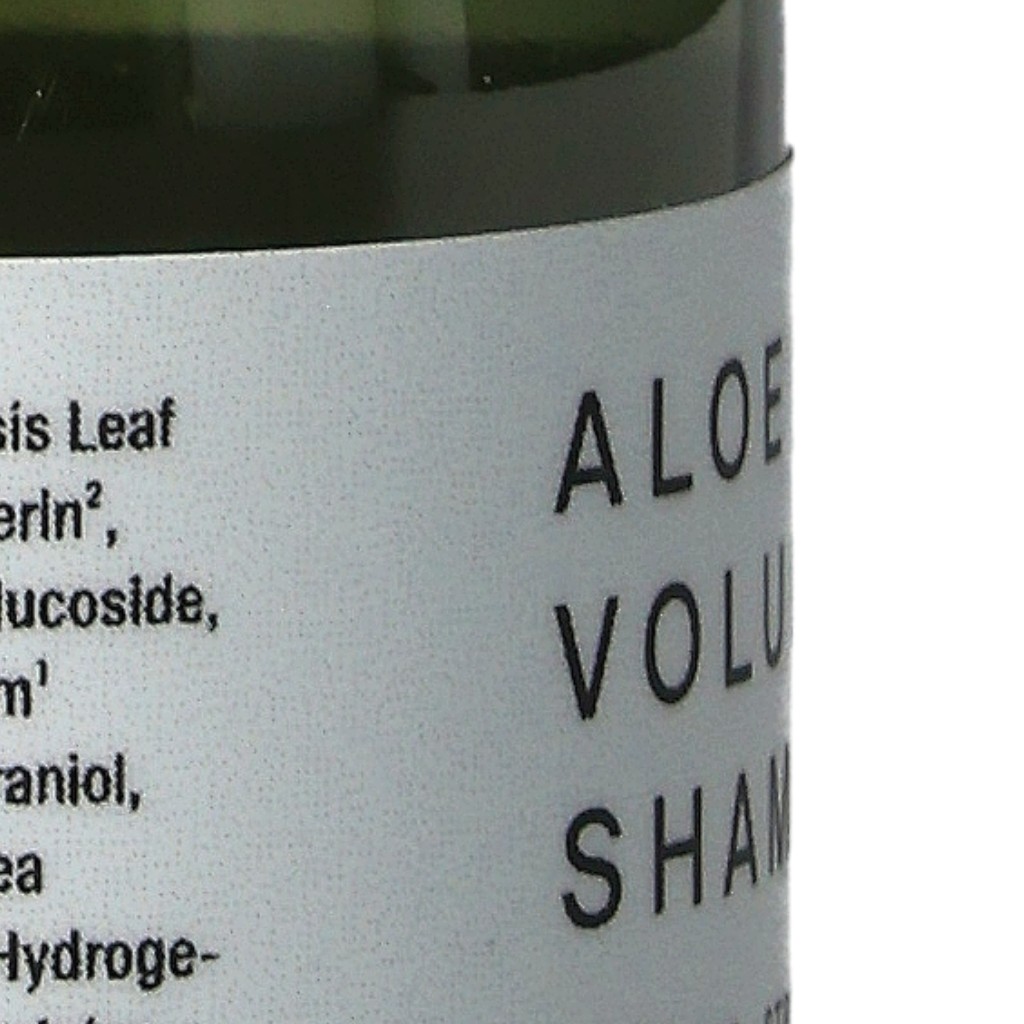 sis Leaf
erin²,
lucoside,
m¹
raniol,
ea
Hydroge-
ALOE
VOLU
SHAM